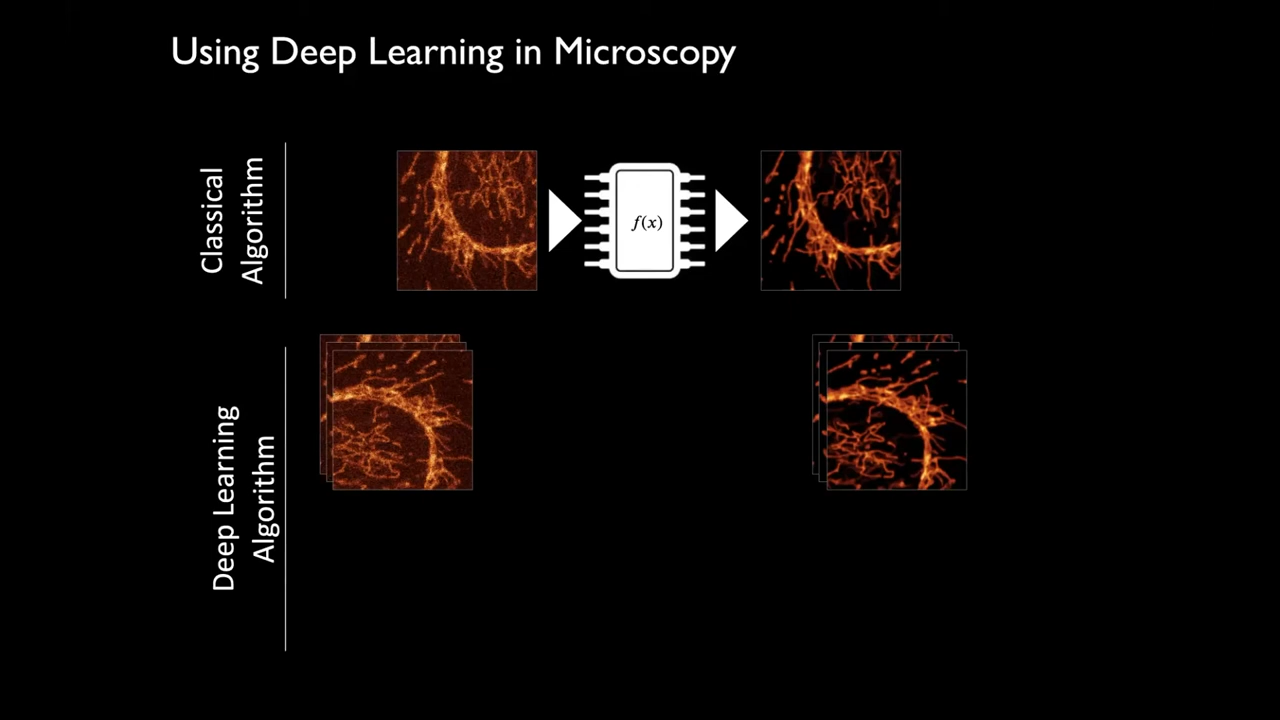 Using Deep Learning in Microscopy
Classical
Algorithm
f(x)
Deep Learning
Algorithm